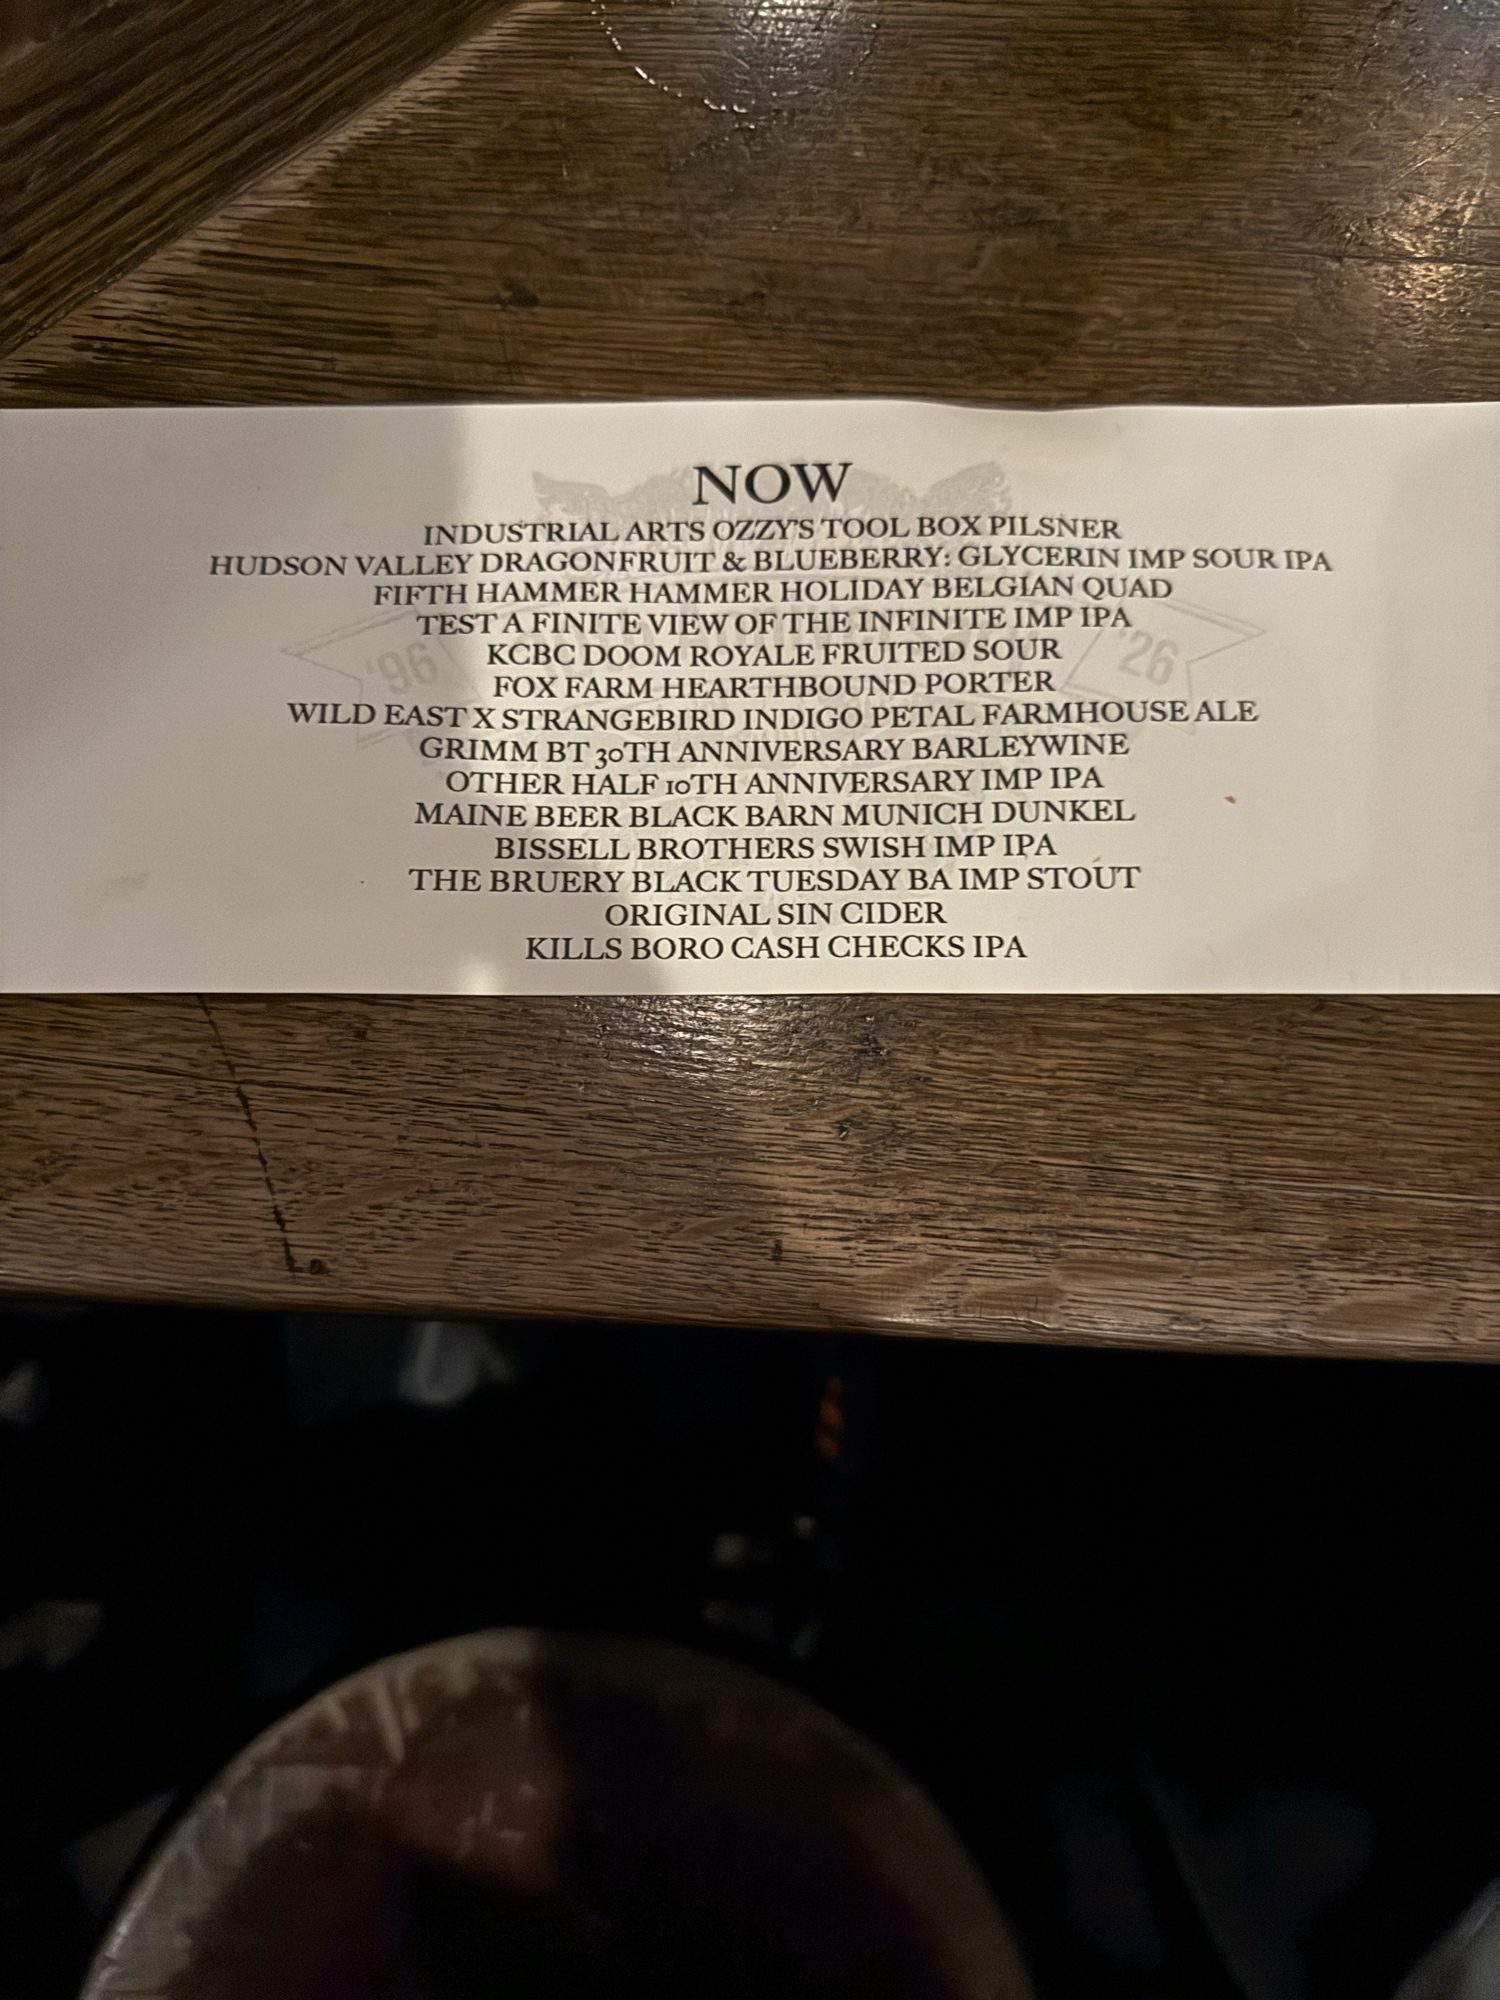 NOW
INDUSTRIAL ARTS OZZY'S TOOL BOX PILSNER
HUDSON VALLEY DRAGONFRUIT & BLUEBERRY: GLYCERIN IMP SOUR IPA
FIFTH HAMMER HAMMER HOLIDAY BELGIAN QUAD
TEST A FINITE VIEW OF THE INFINITE IMP IPA
'96
KCBC DOOM ROYALE FRUITED SOUR
'26
FOX FARM HEARTHBOUND PORTER
WILD EAST X STRANGEBIRD INDIGO PETAL FARMHOUSE ALE
GRIMM BT 30TH ANNIVERSARY BARLEYWINE
OTHER HALF 10TH ANNIVERSARY IMP IPA
MAINE BEER BLACK BARN MUNICH DUNKEL
BISSELL BROTHERS SWISH IMP IPA
THE BRUERY BLACK TUESDAY BA IMP STOUT
ORIGINAL SIN CIDER
KILLS BORO CASH CHECKS IPA